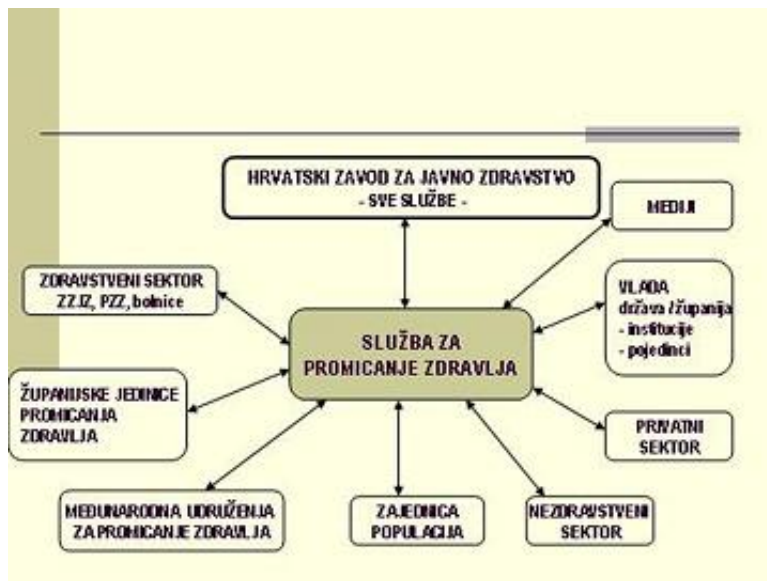 HRVATSKI ZAVOD ZA JAVNO ZDRAVSTVO
- SVE SLUŽBE -
MEDIJI
ZDRAVSTVENI SEKTOR
ZZJZ, PZZ, bolnice
VLADA
država / županija
- institucije
- pojedinci
SLUŽBA ZA
PROMICANJE ZDRAVLJA
ŽUPANIJSKE JEDINICE
PROMICANJA
ZDRAVLJA
PRIVATNI
SEKTOR
MEĐUNARODNA UDRUŽENJA
ZA PROMICANJE ZDRAVLJA
ZAJEDNICA
POPULACIJA
NEZDRAVSTVENI
SEKTOR